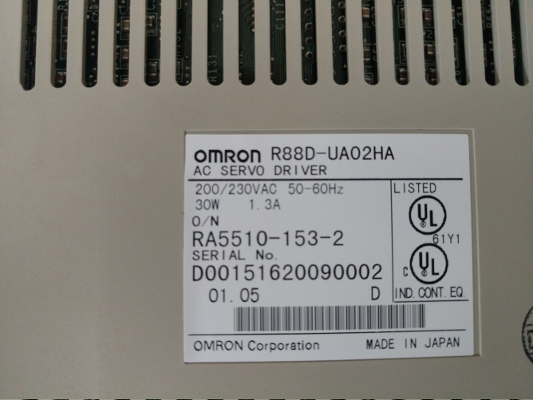 OMRON R88D-UA02HA
AC SERVO DRIVER
200/230VAC 50-60Hz
30W 1.3A
O/N
RA5510-153-2
SERIAL No.
D00151620090002
01.05 D
LISTED
UL
61Y1
C UL
IND. CONT. EQ.
OMRON Corporation MADE IN JAPAN